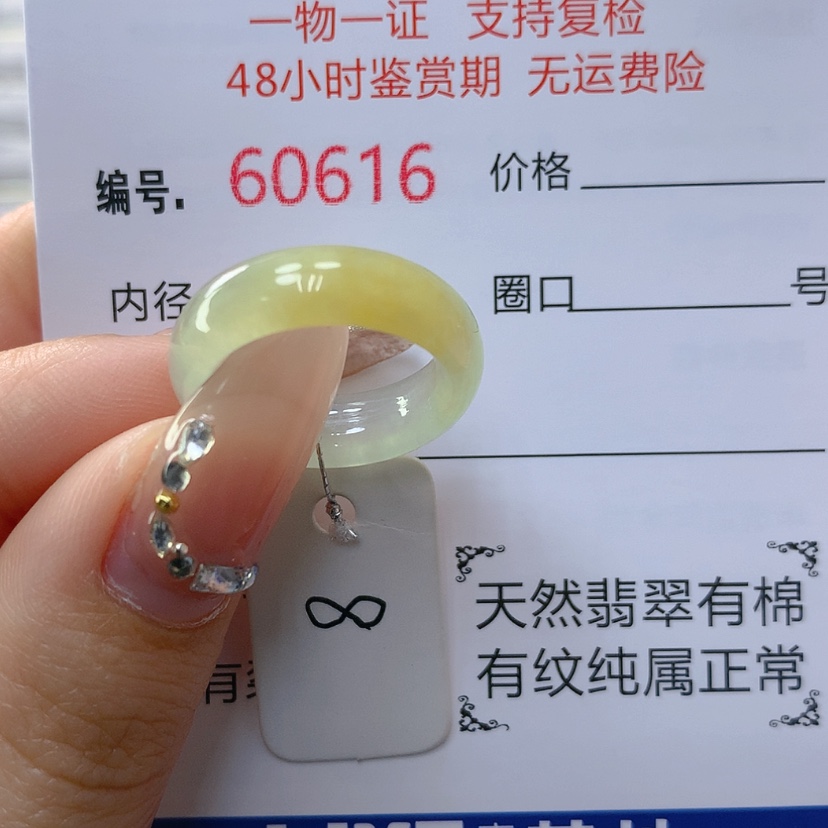 一物一证 支持复检
48小时鉴赏期 无运费险
编号. 60616 价格
内径 圈口 号
∞
天然翡翠有棉
有纹纯属正常
有